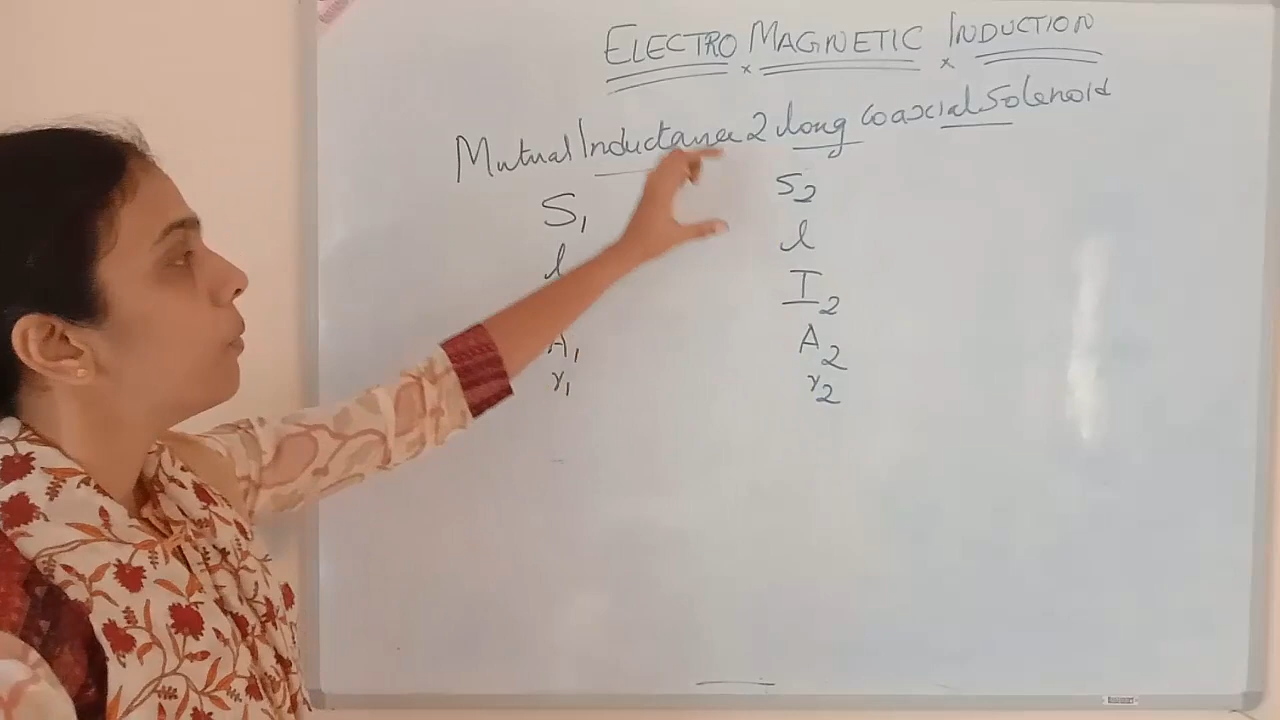 ELECTRO MAGNETIC INDUCTION
Mutual Inductance 2 long coaxial Solenoid
S1 S2
l l
I2
A1 A2
r1 r2